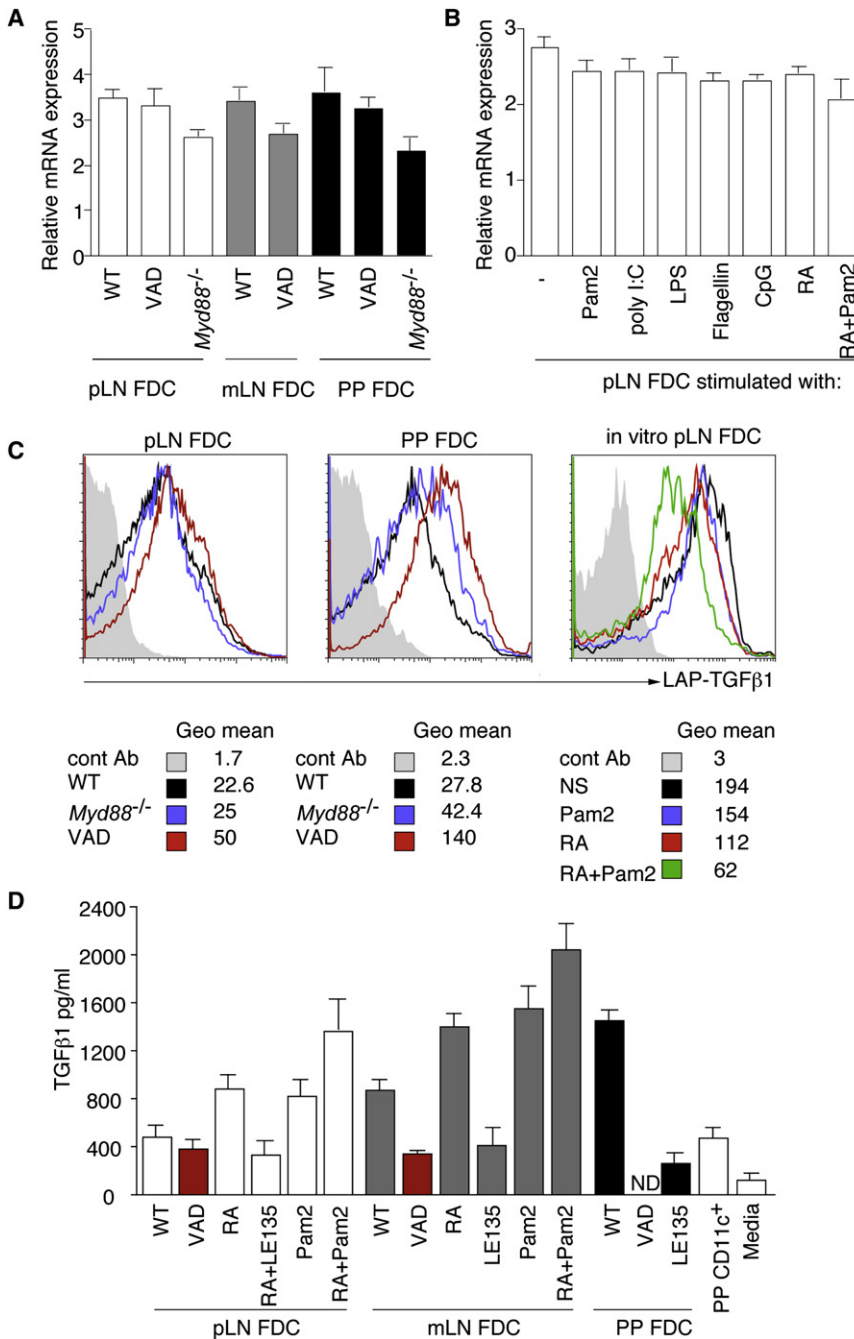 A
Relative mRNA expression
5
4
3
2
1
0
WT
VAD
Myd88-/-
WT
VAD
WT
VAD
Myd88-/-
pLN FDC
mLN FDC
PP FDC
B
Relative mRNA expression
3
2
1
0
-
Pam2
poly I:C
LPS
Flagellin
CpG
RA
RA+Pam2
pLN FDC stimulated with:
C
pLN FDC
PP FDC
in vitro pLN FDC
LAP-TGFβ1
Geo mean
cont Ab 1.7
WT 22.6
Myd88-/- 25
VAD 50
Geo mean
cont Ab 2.3
WT 27.8
Myd88-/- 42.4
VAD 140
Geo mean
cont Ab 3
NS 194
Pam2 154
RA 112
RA+Pam2 62
D
TGFβ1 pg/ml
2400
2000
1600
1200
800
400
0
ND
WT
VAD
RA
RA+LE135
Pam2
RA+Pam2
WT
VAD
RA
LE135
Pam2
RA+Pam2
WT
VAD
LE135
PP CD11c+
Media
pLN FDC
mLN FDC
PP FDC